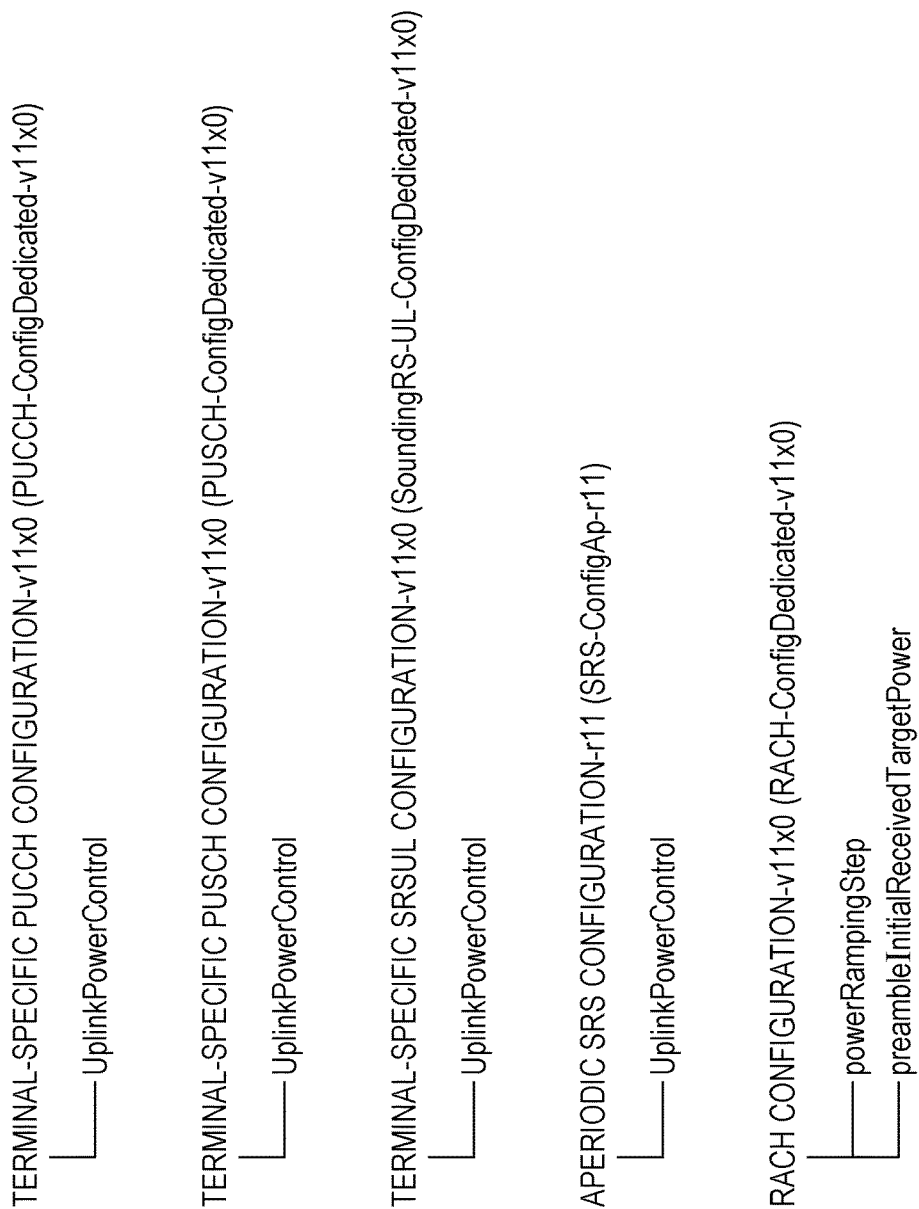 TERMINAL-SPECIFIC PUCCH CONFIGURATION-v11x0 (PUCCH-ConfigDedicated-v11x0)
UplinkPowerControl
TERMINAL-SPECIFIC PUSCH CONFIGURATION-v11x0 (PUSCH-ConfigDedicated-v11x0)
UplinkPowerControl
TERMINAL-SPECIFIC SRSUL CONFIGURATION-v11x0 (SoundingRS-UL-ConfigDedicated-v11x0)
UplinkPowerControl
APERIODIC SRS CONFIGURATION-r11 (SRS-ConfigAp-r11)
UplinkPowerControl
RACH CONFIGURATION-v11x0 (RACH-ConfigDedicated-v11x0)
powerRampingStep
preambleInitialReceivedTargetPower